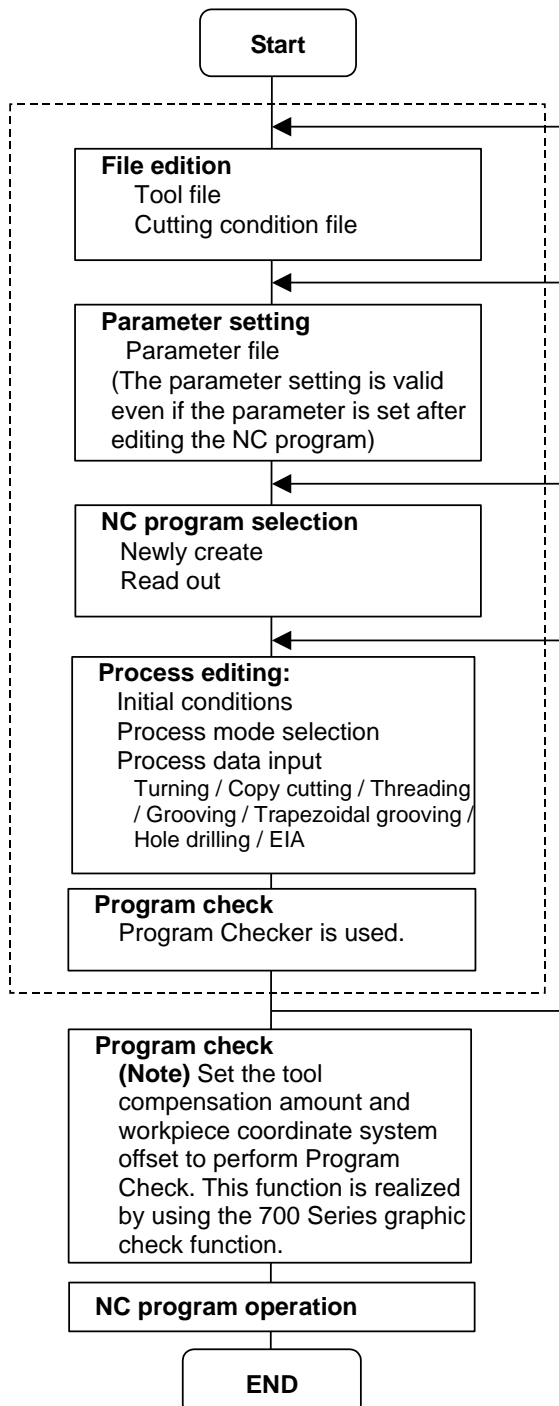 Start
File edition
Tool file
Cutting condition file
Parameter setting
Parameter file
(The parameter setting is valid
even if the parameter is set after
editing the NC program)
NC program selection
Newly create
Read out
Process editing:
Initial conditions
Process mode selection
Process data input
Turning / Copy cutting / Threading
/ Grooving / Trapezoidal grooving /
Hole drilling / EIA
Program check
Program Checker is used.
Program check
(Note) Set the tool
compensation amount and
workpiece coordinate system
offset to perform Program
Check. This function is realized
by using the 700 Series graphic
check function.
NC program operation
END